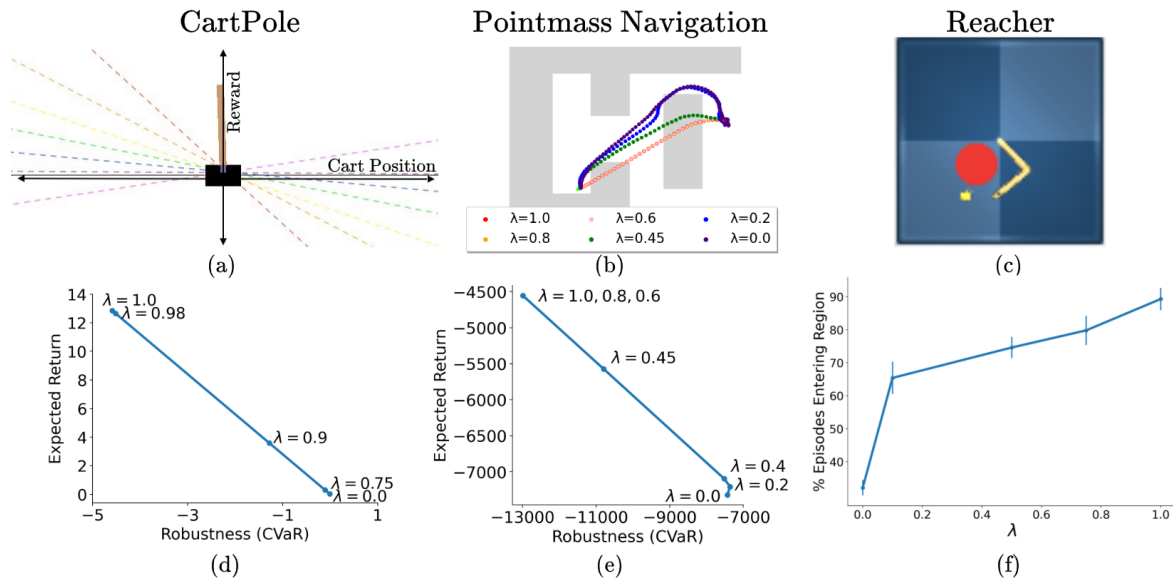 CartPole
Pointmass Navigation
Reacher
Reward
Cart Position
λ=1.0
λ=0.6
λ=0.2
λ=0.8
λ=0.45
λ=0.0
(a)
(b)
(c)
14
12
10
8
6
4
2
0
Expected Return
λ = 1.0
λ = 0.98
λ = 0.9
λ = 0.75
λ = 0.0
−5
−3
−1
1
Robustness (CVaR)
(d)
−4500
−5000
−5500
−6000
−6500
−7000
Expected Return
λ = 1.0, 0.8, 0.6
λ = 0.45
λ = 0.4
λ = 0.2
λ = 0.0
−13000
−11000
−9000
−7000
Robustness (CVaR)
(e)
90
80
70
60
50
40
% Episodes Entering Region
0.0
0.2
0.4
0.6
0.8
1.0
λ
(f)